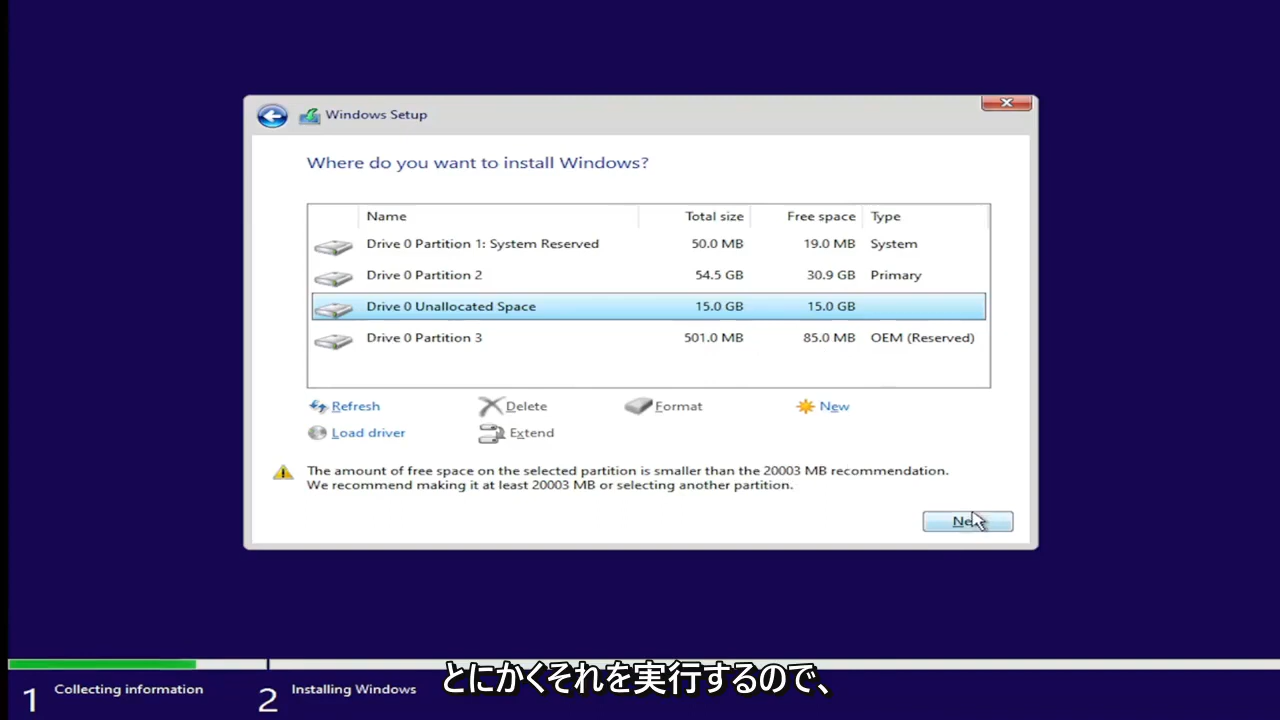 Windows Setup
Where do you want to install Windows?
Name Total size Free space Type
Drive 0 Partition 1: System Reserved 50.0 MB 19.0 MB System
Drive 0 Partition 2 54.5 GB 30.9 GB Primary
Drive 0 Unallocated Space 15.0 GB 15.0 GB
Drive 0 Partition 3 501.0 MB 85.0 MB OEM (Reserved)
Refresh Delete Format New
Load driver Extend
The amount of free space on the selected partition is smaller than the 20003 MB recommendation.
We recommend making it at least 20003 MB or selecting another partition.
とにかくそれを実行するので、
1 Collecting information 2 Installing Windows